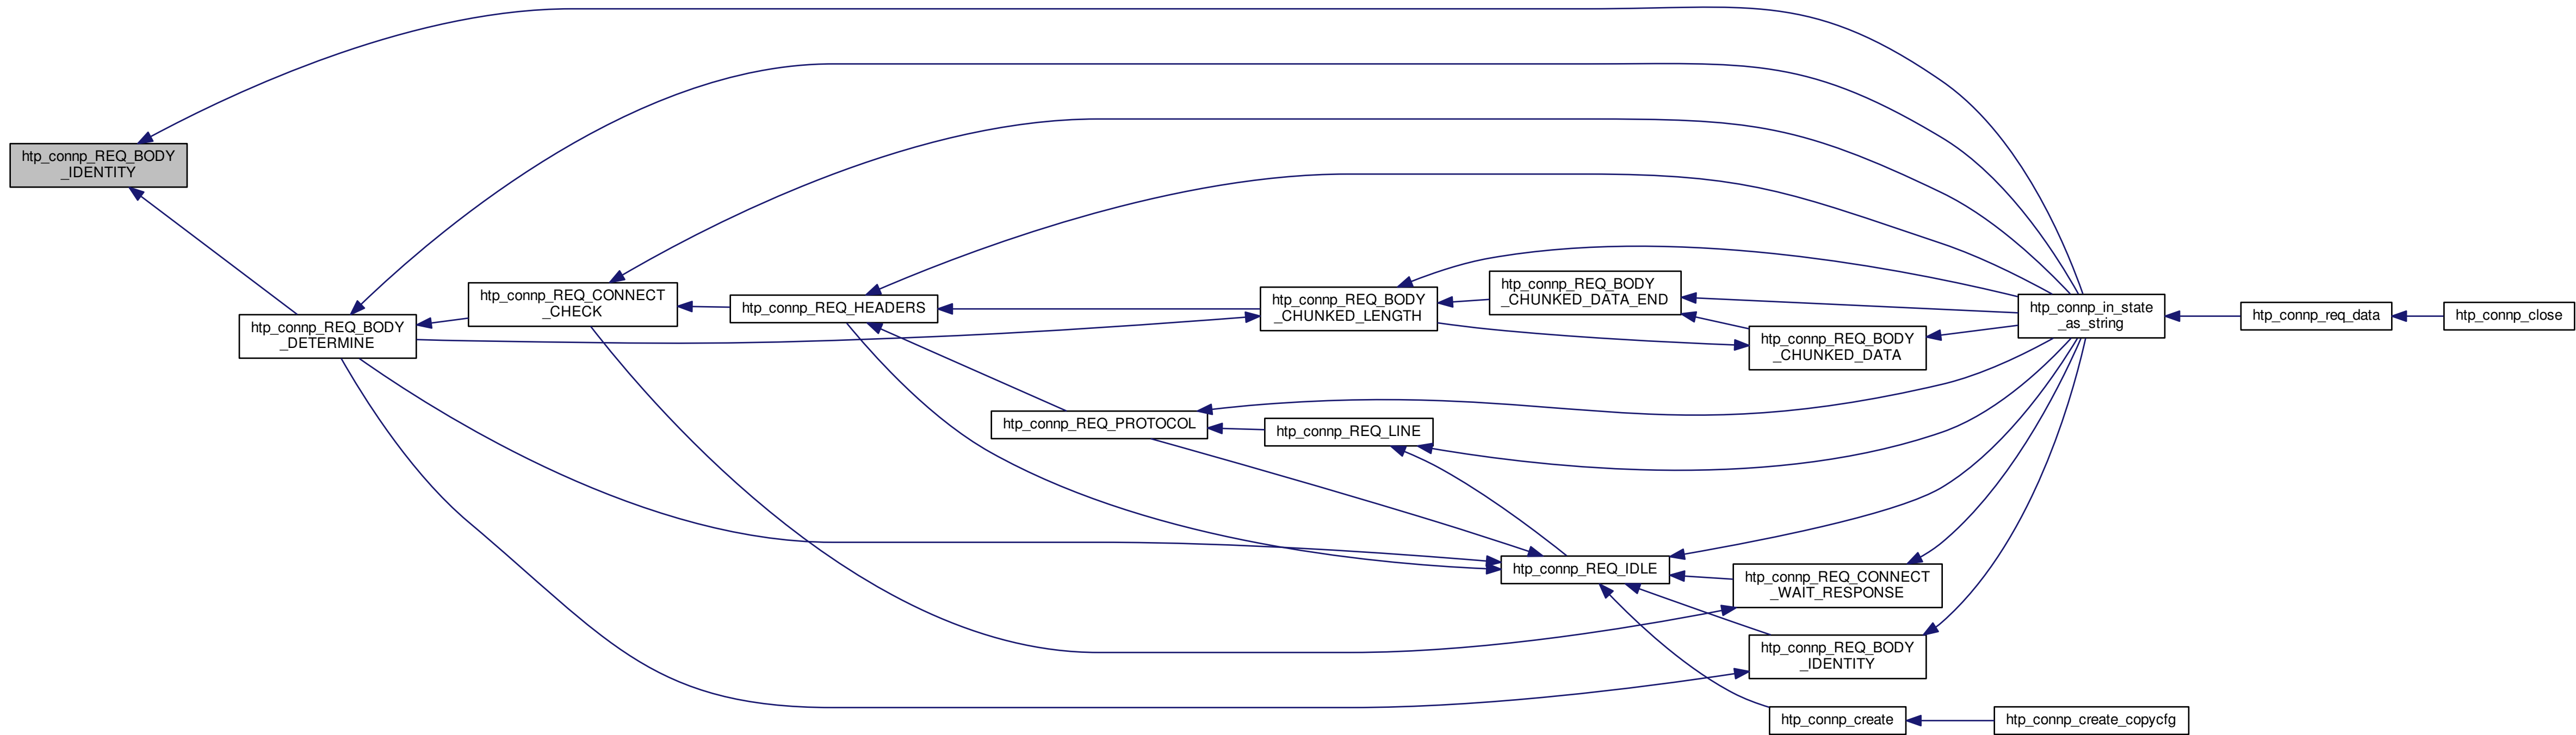 htp_connp_REQ_BODY
_IDENTITY
htp_connp_REQ_BODY
_DETERMINE
htp_connp_REQ_CONNECT
_CHECK
htp_connp_REQ_HEADERS
htp_connp_REQ_BODY
_CHUNKED_LENGTH
htp_connp_REQ_BODY
_CHUNKED_DATA_END
htp_connp_REQ_BODY
_CHUNKED_DATA
htp_connp_in_state
_as_string
htp_connp_req_data
htp_connp_close
htp_connp_REQ_PROTOCOL
htp_connp_REQ_LINE
htp_connp_REQ_IDLE
htp_connp_REQ_CONNECT
_WAIT_RESPONSE
htp_connp_REQ_BODY
_IDENTITY
htp_connp_create
htp_connp_create_copycfg